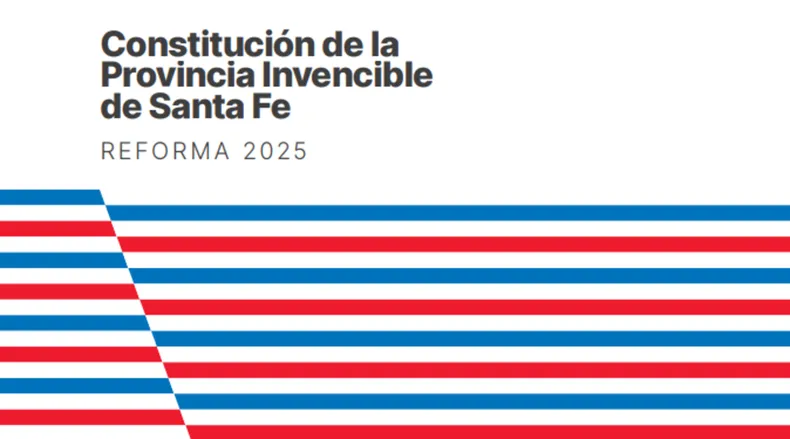 Constitución de la
Provincia Invencible
de Santa Fe
REFORMA 2025